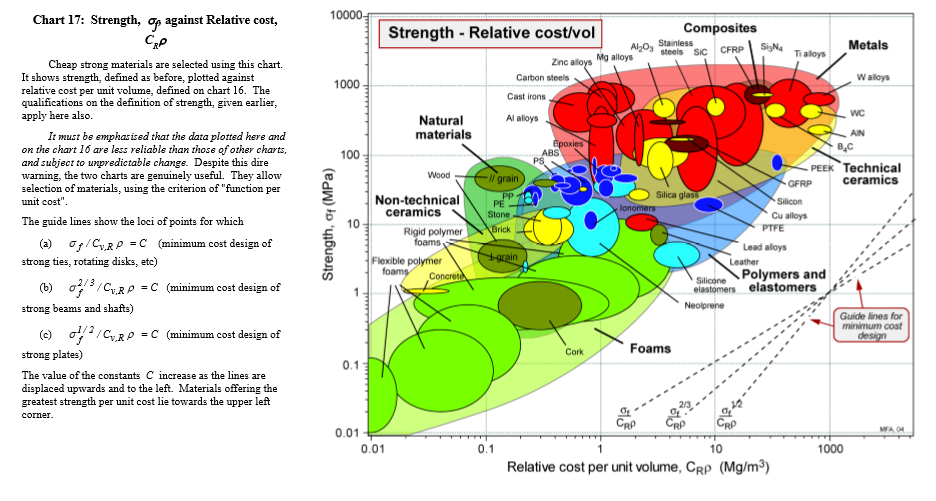 Chart 17: Strength, σf, against Relative cost,
CRρ
Cheap strong materials are selected using this chart.
It shows strength, defined as before, plotted against
relative cost per unit volume, defined on chart 16. The
qualifications on the definition of strength, given earlier,
apply here also.
It must be emphasised that the data plotted here and
on the chart 16 are less reliable than those of other charts,
and subject to unpredictable change. Despite this dire
warning, the two charts are genuinely useful. They allow
selection of materials, using the criterion of "function per
unit cost".
The guide lines show the loci of points for which
(a) σf/Cv,Rρ = C (minimum cost design of
strong ties, rotating disks, etc)
(b) σf^2/3/Cv,Rρ = C (minimum cost design of
strong beams and shafts)
(c) σf^1/2/Cv,Rρ = C (minimum cost design of
strong plates)
The value of the constants C increase as the lines are
displaced upwards and to the left. Materials offering the
greatest strength per unit cost lie towards the upper left
corner.
Strength - Relative cost/vol
Composites
Metals
Al2O3
Stainless
steels
SiC
CFRP
Si3N4
Ti alloys
W alloys
Zinc alloys
Mg alloys
Carbon steels
Cast irons
Al alloys
WC
AlN
B4C
Natural
materials
Epoxies
ABS
PS
PEEK
Technical
ceramics
Wood
// grain
GFRP
Silica glass
Silicon
Non-technical
ceramics
PP
PE
Stone
Brick
Ionomers
Cu alloys
PTFE
Rigid polymer
foams
⊥ grain
Lead alloys
Leather
Flexible polymer
foams
Concrete
Silicone
elastomers
Polymers and
elastomers
Neolprene
Guide lines for
minimum cost
design
Cork
Foams
σf
CRρ
σf^2/3
CRρ
σf^1/2
CRρ
MFA, 04
Strength, σf (MPa)
10000
1000
100
10
1
0.1
0.01
0.01
0.1
1
10
1000
Relative cost per unit volume, CRρ (Mg/m³)